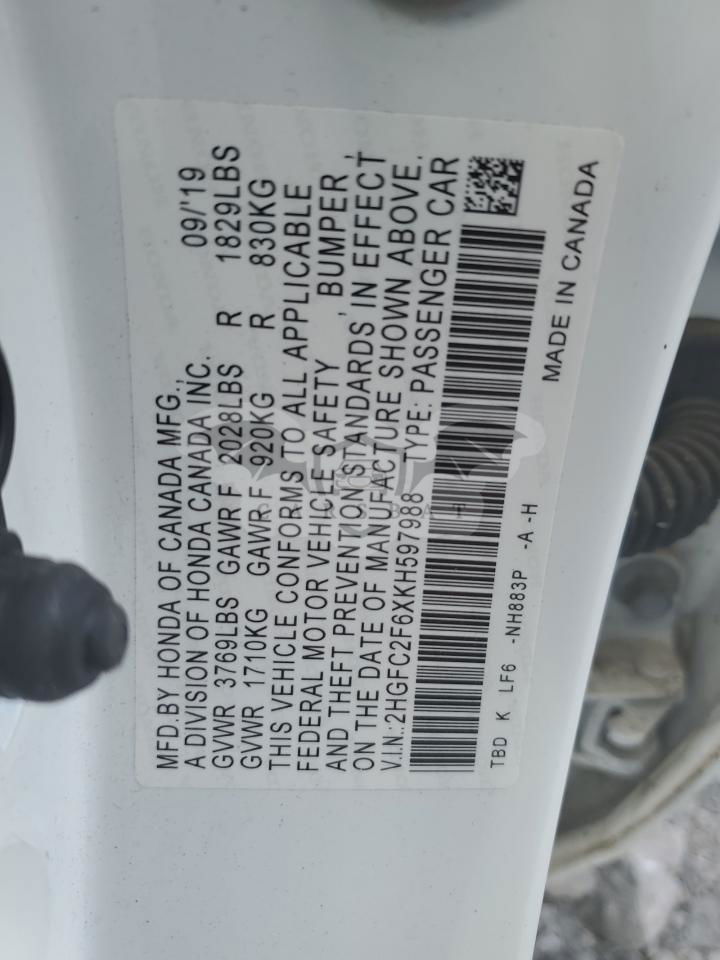 MFD.BY HONDA OF CANADA MFG., 09/'19
A DIVISION OF HONDA CANADA INC.
GVWR 3769LBS GAWR F 2028LBS R 1829LBS
GVWR 1710KG GAWR F 920KG R 830KG
THIS VEHICLE CONFORMS TO ALL APPLICABLE
FEDERAL MOTOR VEHICLE SAFETY , BUMPER ,
AND THEFT PREVENTION STANDARDS IN EFFECT
ON THE DATE OF MANUFACTURE SHOWN ABOVE.
V.I.N.:2HGFC2F6XKH597988 TYPE: PASSENGER CAR
TBD K LF6 -NH883P -A -H
MADE IN CANADA
CARSBAT